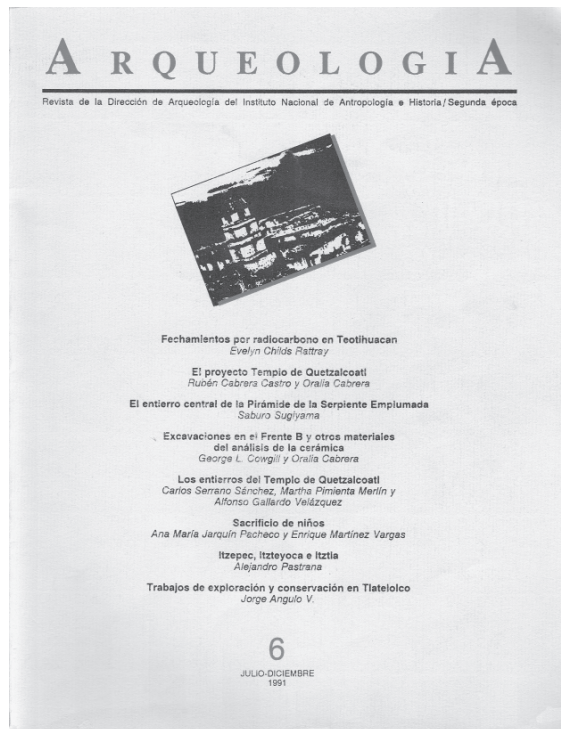 ARQUEOLOGIA
Revista de la Dirección de Arqueología del Instituto Nacional de Antropología e Historia/Segunda época
Fechamientos por radiocarbono en Teotihuacan
Evelyn Childs Rattray
El proyecto Templo de Quetzalcoatl
Rubén Cabrera Castro y Oralia Cabrera
El entierro central de la Pirámide de la Serpiente Emplumada
Saburo Sugiyama
Excavaciones en el Frente B y otros materiales
del análisis de la cerámica
George L. Cowgill y Oralia Cabrera
Los entierros del Templo de Quetzalcoatl
Carlos Serrano Sánchez, Martha Pimienta Merlín y
Alfonso Gallardo Velázquez
Sacrificio de niños
Ana María Jarquín Pacheco y Enrique Martínez Vargas
Itzepec, Itzteyoca e Itztla
Alejandro Pastrana
Trabajos de exploración y conservación en Tlatelolco
Jorge Angulo V.
6
JULIO-DICIEMBRE
1991